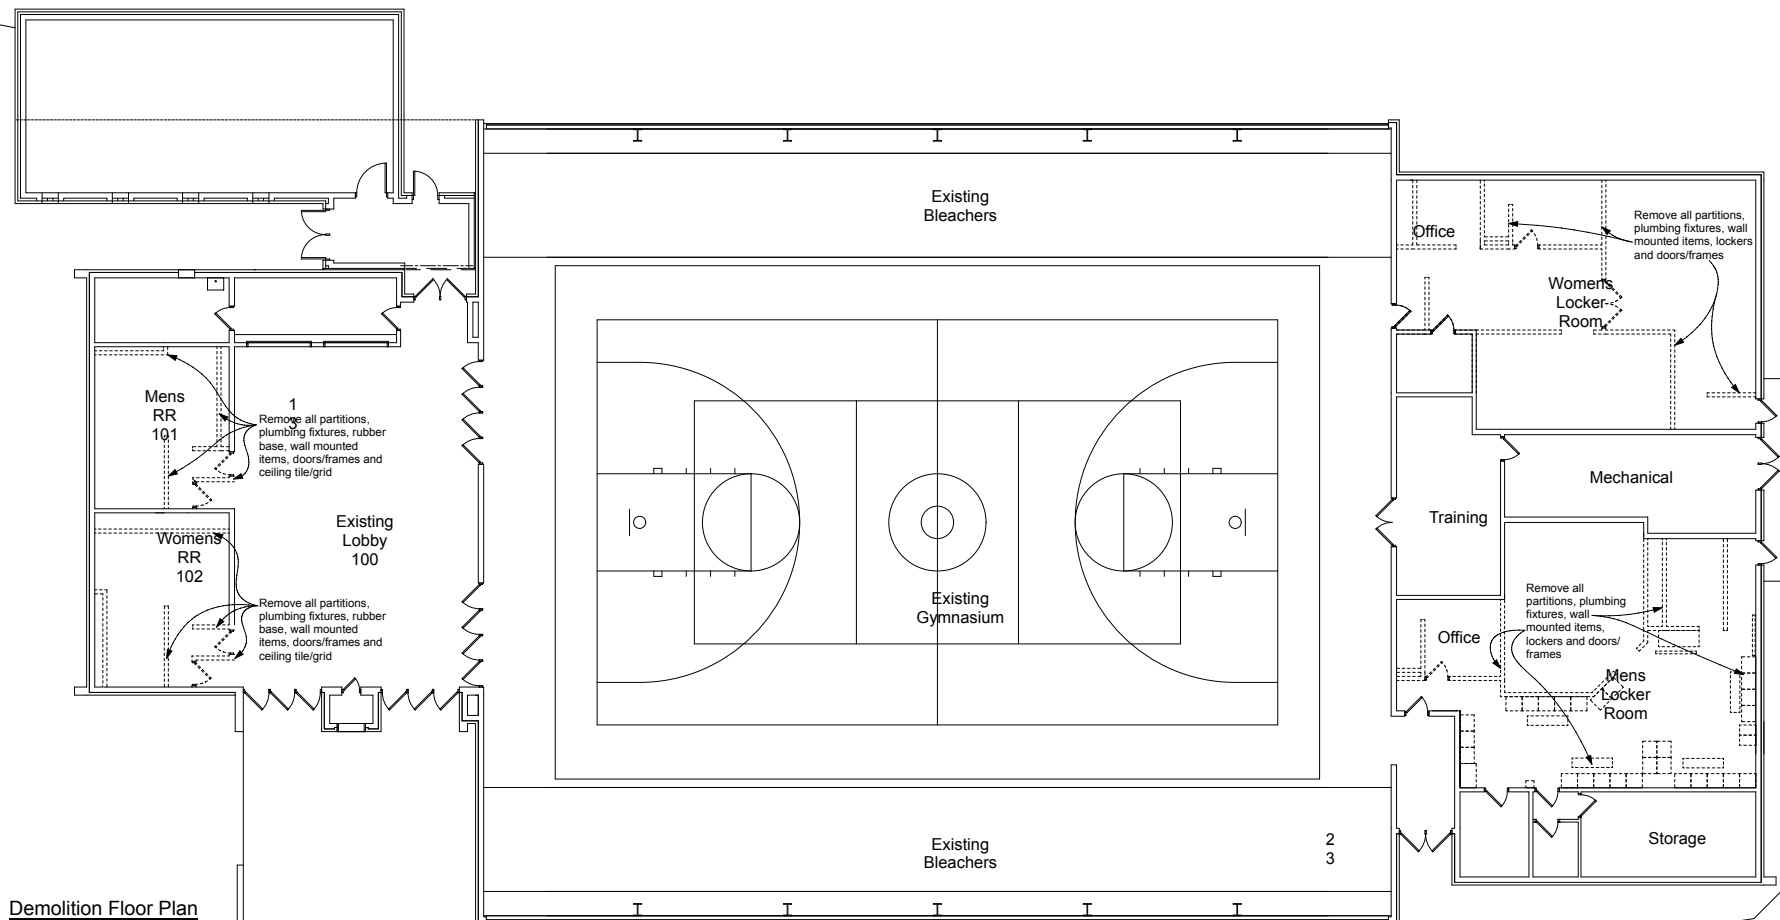 Existing
Bleachers
Office
Remove all partitions,
plumbing fixtures, wall
mounted items, lockers
and doors/frames
Womens
Locker
Room
Mens
RR
101
1
3
Remove all partitions,
plumbing fixtures, rubber
base, wall mounted
items, doors/frames and
ceiling tile/grid
Mechanical
Training
Existing
Lobby
100
Womens
RR
102
Remove all partitions,
Plumbing fixtures, rubber
base, wall mounted
items, doors/frames and
ceiling tile/grid
Existing
Gymnasium
Remove all
partitions, plumbing
fixtures, wall
mounted items,
lockers and doors/
frames
Office
Mens
Locker
Room
Existing
Bleachers
2
3
Storage
Demolition Floor Plan